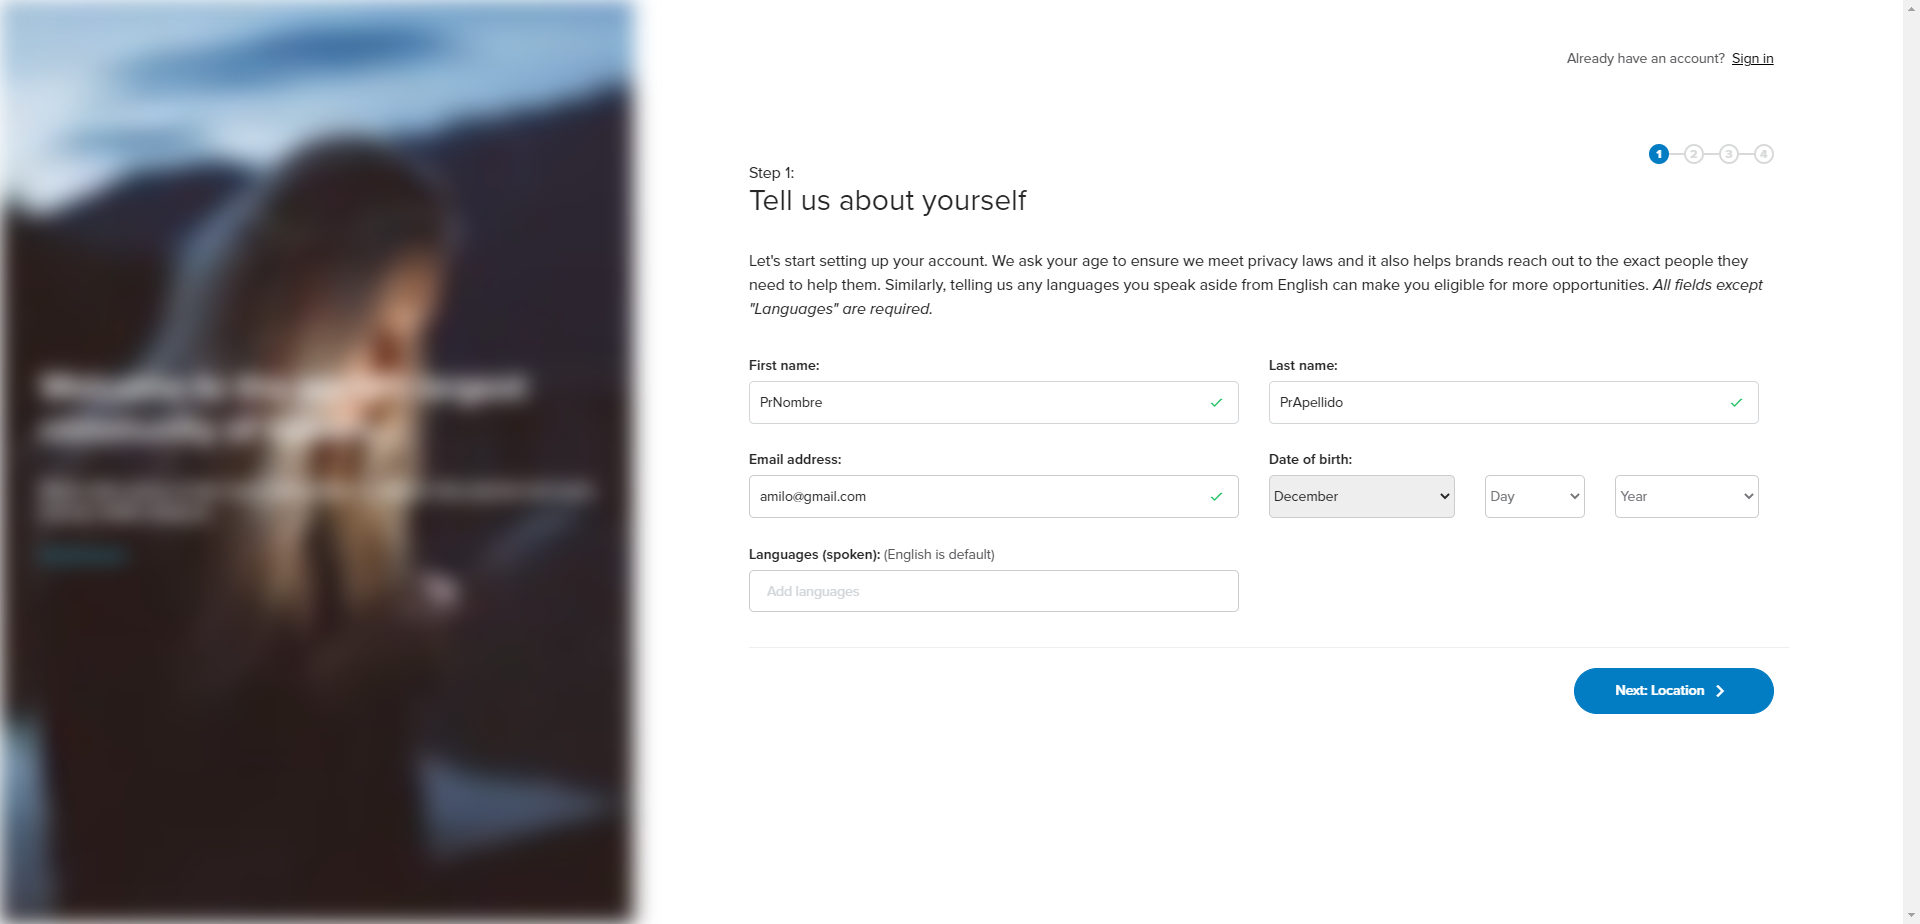 Already have an account? Sign in
1 2 3 4
Step 1:
Tell us about yourself
Let's start setting up your account. We ask your age to ensure we meet privacy laws and it also helps brands reach out to the exact people they
need to help them. Similarly, telling us any languages you speak aside from English can make you eligible for more opportunities. All fields except
"Languages" are required.
First name: Last name:
PrNombre PrApellido
Email address: Date of birth:
amilo@gmail.com December Day Year
Languages (spoken): (English is default)
Add languages
Next: Location